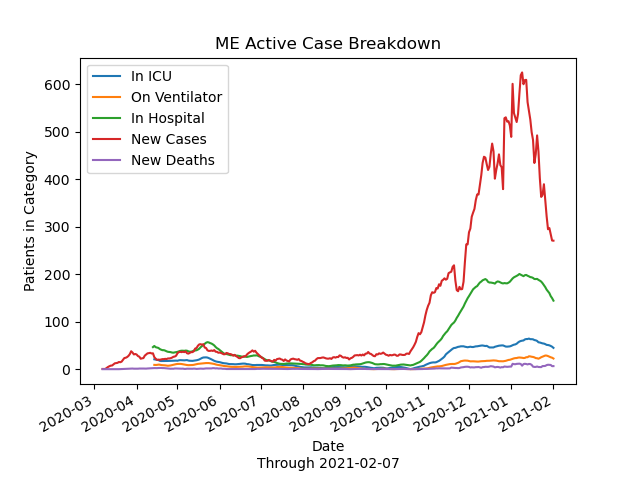 ME Active Case Breakdown
In ICU
On Ventilator
In Hospital
New Cases
New Deaths
Patients in Category
600
500
400
300
200
100
0
2020-03
2020-04
2020-05
2020-06
2020-07
2020-08
2020-09
2020-10
2020-11
2020-12
2021-01
2021-02
Date
Through 2021-02-07